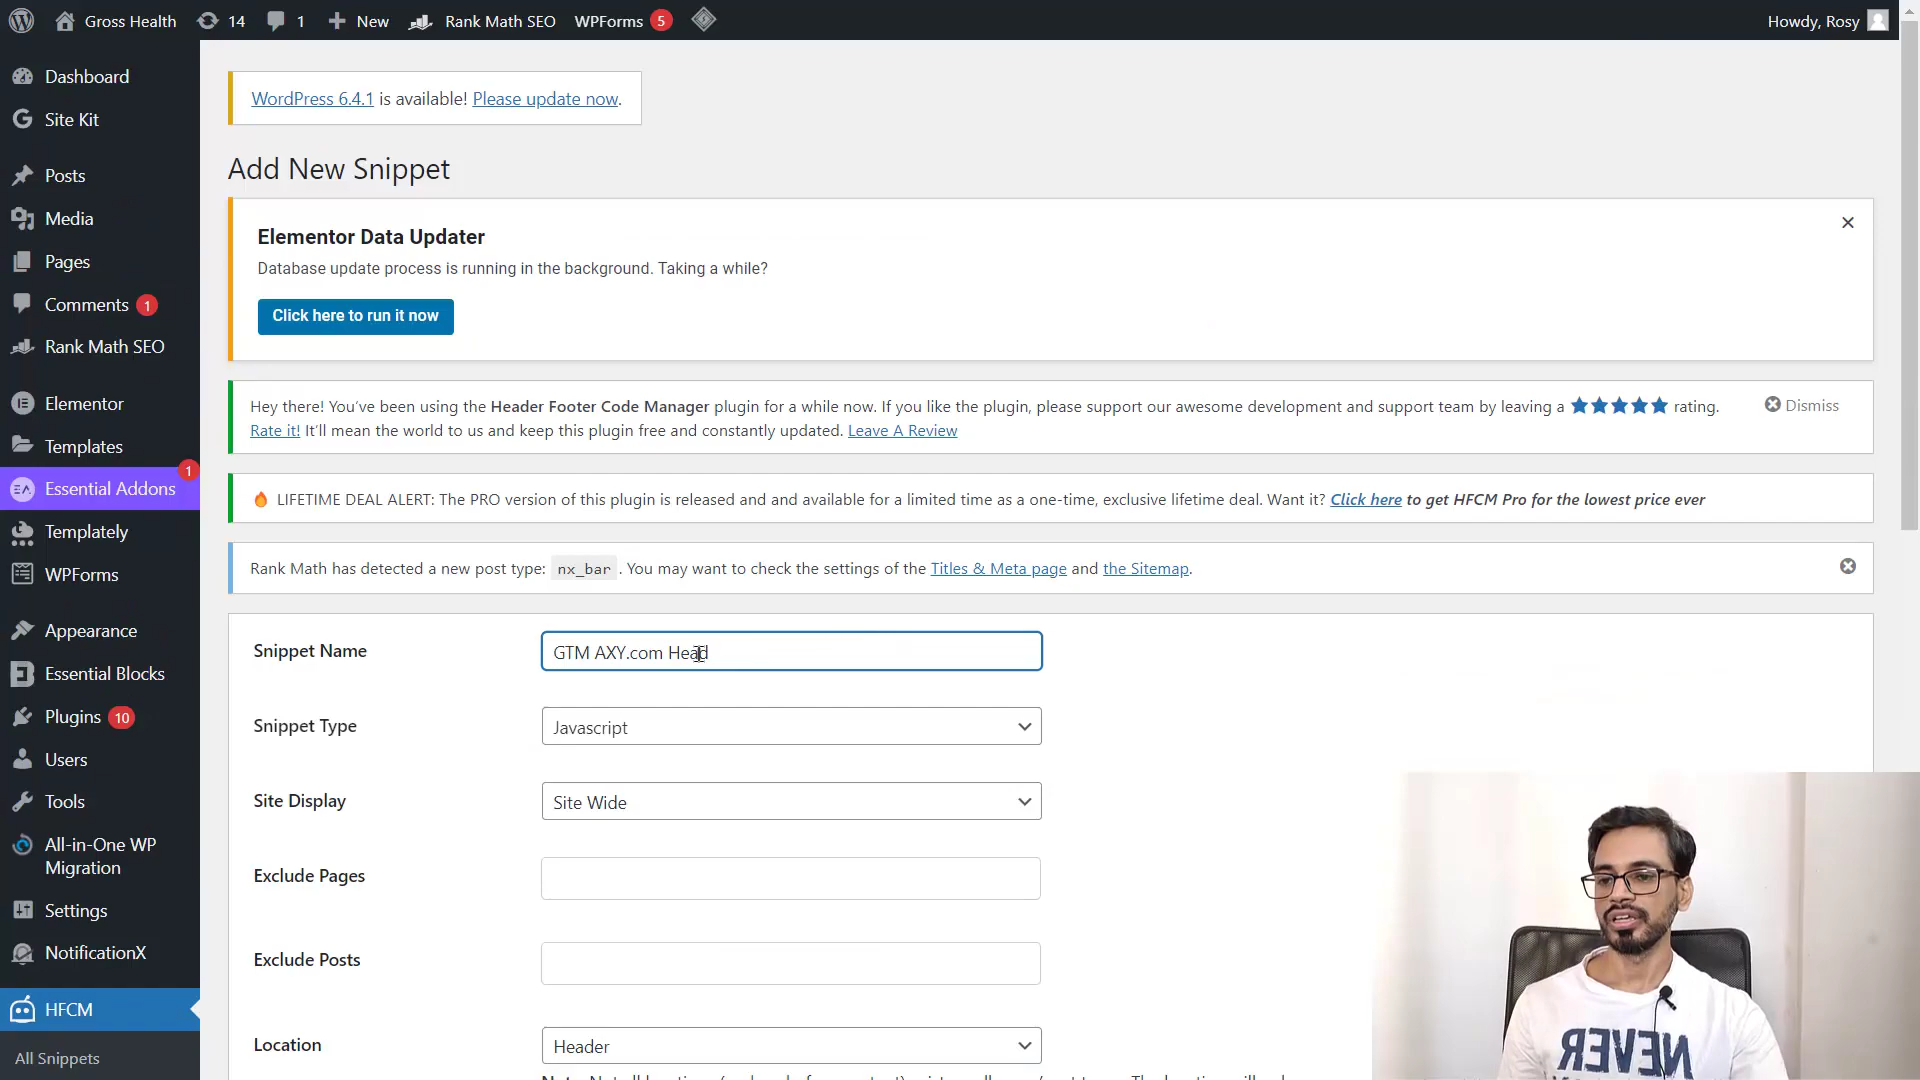 Gross Health 14 1 New Rank Math SEO WPForms 5 Howdy, Rosy
Dashboard
Site Kit
Posts
Media
Pages
Comments 1
Rank Math SEO
Elementor
Templates
Essential Addons 1
Templately
WPForms
Appearance
Essential Blocks
Plugins 10
Users
Tools
All-in-One WP
Migration
Settings
NotificationX
HFCM
All Snippets
WordPress 6.4.1 is available! Please update now.
Add New Snippet
Elementor Data Updater
Database update process is running in the background. Taking a while?
Click here to run it now
Hey there! You've been using the Header Footer Code Manager plugin for a while now. If you like the plugin, please support our awesome development and support team by leaving a ★★★★★ rating.
Rate it! It'll mean the world to us and keep this plugin free and constantly updated. Leave A Review
Dismiss
🔥 LIFETIME DEAL ALERT: The PRO version of this plugin is released and and available for a limited time as a one-time, exclusive lifetime deal. Want it? Click here to get HFCM Pro for the lowest price ever
Rank Math has detected a new post type: nx_bar . You may want to check the settings of the Titles & Meta page and the Sitemap.
Snippet Name GTM AXY.com Head
Snippet Type Javascript
Site Display Site Wide
Exclude Pages
Exclude Posts
Location Header
NEVER